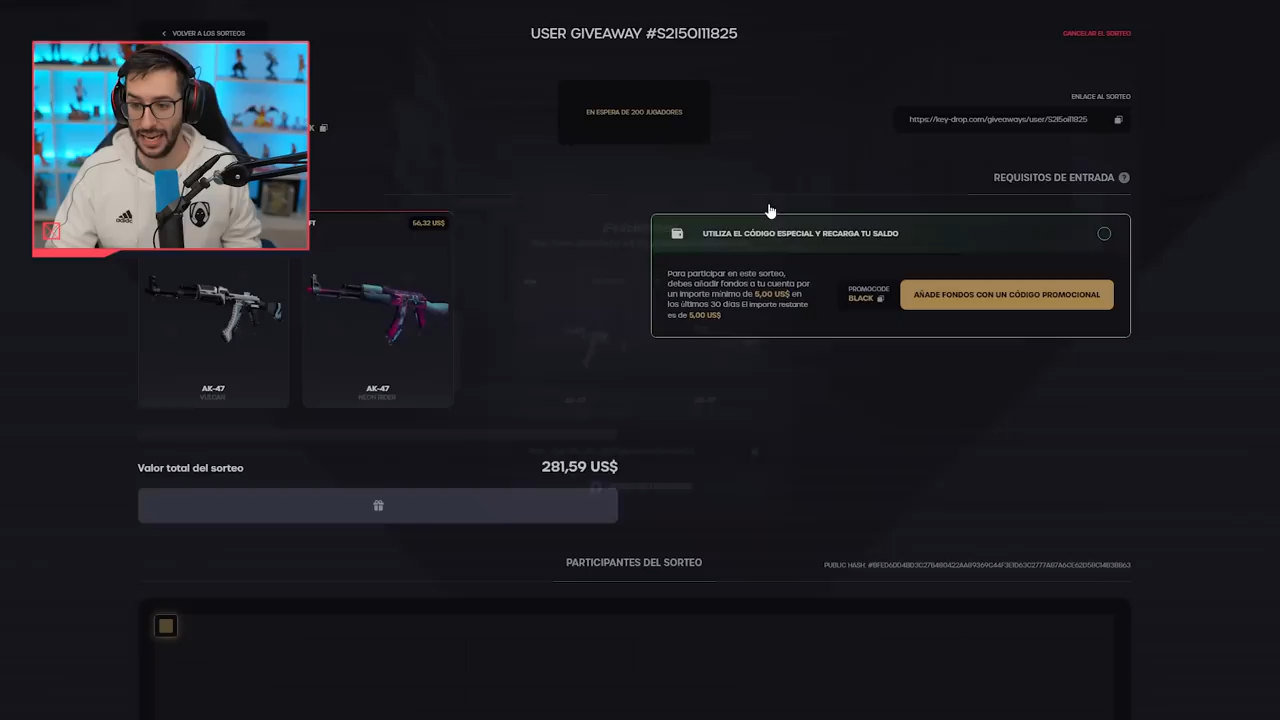 VOLVER A LOS SORTEOS
USER GIVEAWAY #S2I5OI11825
CANCELAR EL SORTEO
EN ESPERA DE 200 JUGADORES
ENLACE AL SORTEO
https://key-drop.com/giveaways/user/S2I5oI11825
K
REQUISITOS DE ENTRADA ?
FT
56,32 US$
UTILIZA EL CÓDIGO ESPECIAL Y RECARGA TU SALDO
Para participar en este sorteo,
debes añadir fondos a tu cuenta por
un importe mínimo de 5,00 US$ en
los últimos 30 días El importe restante
es de 5,00 US$
PROMOCODE
BLACK
AÑADE FONDOS CON UN CÓDIGO PROMOCIONAL
AK-47
VULCAN
AK-47
NEON RIDER
Valor total del sorteo
281,59 US$
PARTICIPANTES DEL SORTEO
PUBLIC HASH:
adidas